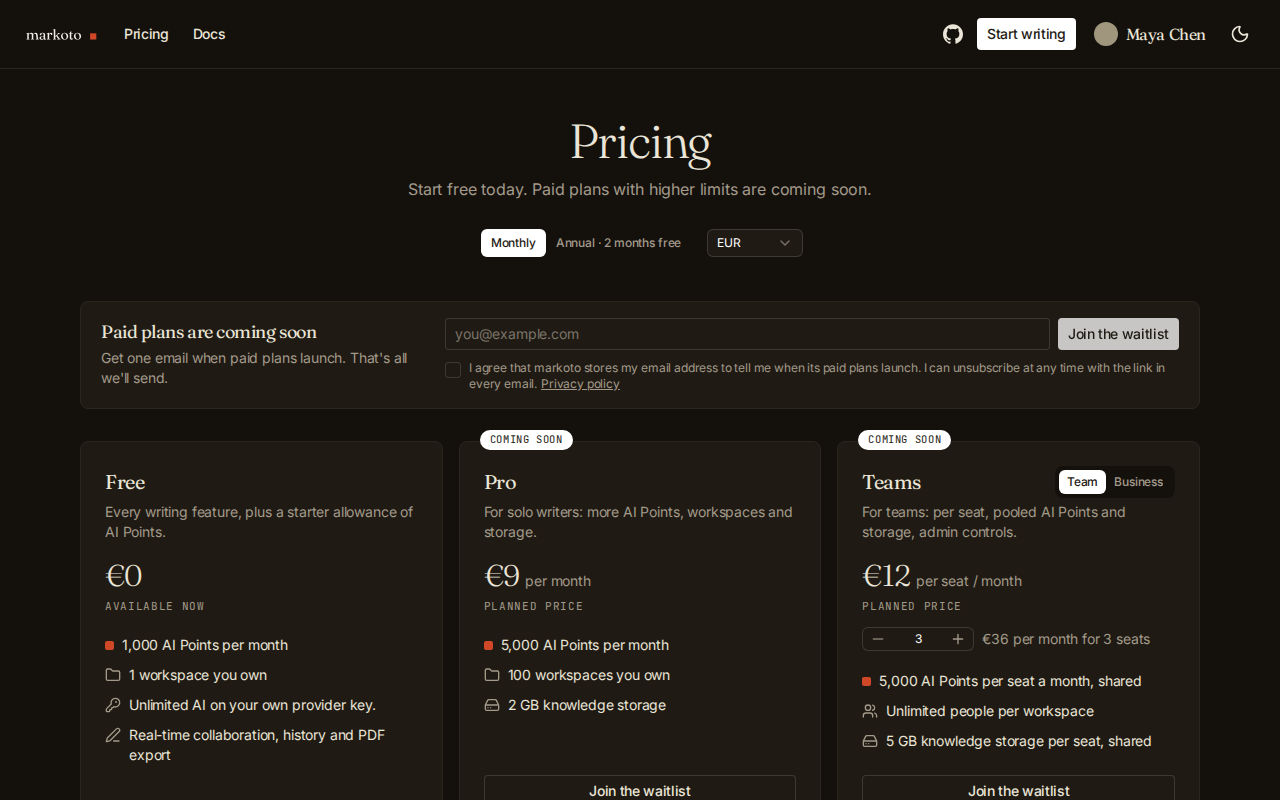 markoto
Pricing
Docs
Start writing
Maya Chen
Pricing
Start free today. Paid plans with higher limits are coming soon.
Monthly
Annual · 2 months free
EUR
Paid plans are coming soon
Get one email when paid plans launch. That's all
we'll send.
you@example.com
Join the waitlist
I agree that markoto stores my email address to tell me when its paid plans launch. I can unsubscribe at any time with the link in
every email. Privacy policy
Free
Every writing feature, plus a starter allowance of
AI Points.
€0
AVAILABLE NOW
1,000 AI Points per month
1 workspace you own
Unlimited AI on your own provider key.
Real-time collaboration, history and PDF
export
COMING SOON
Pro
For solo writers: more AI Points, workspaces and
storage.
€9 per month
PLANNED PRICE
5,000 AI Points per month
100 workspaces you own
2 GB knowledge storage
Join the waitlist
COMING SOON
Teams
Team
Business
For teams: per seat, pooled AI Points and
storage, admin controls.
€12 per seat / month
PLANNED PRICE
3
€36 per month for 3 seats
5,000 AI Points per seat a month, shared
Unlimited people per workspace
5 GB knowledge storage per seat, shared
Join the waitlist